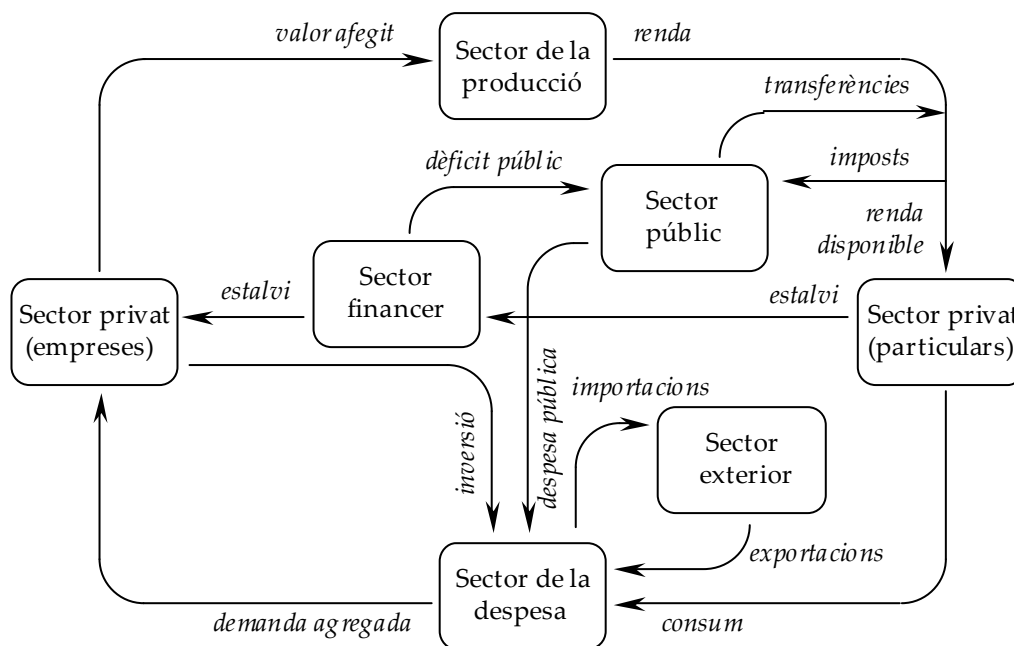 valor afegit
Sector de la
producció
renda
transferències
dèficit públic
imposts
Sector
públic
renda
disponible
Sector
financer
estalvi
estalvi
Sector privat
(empreses)
Sector privat
(particulars)
inversió
despesa pública
importacions
Sector
exterior
exportacions
Sector de la
despesa
demanda agregada
consum